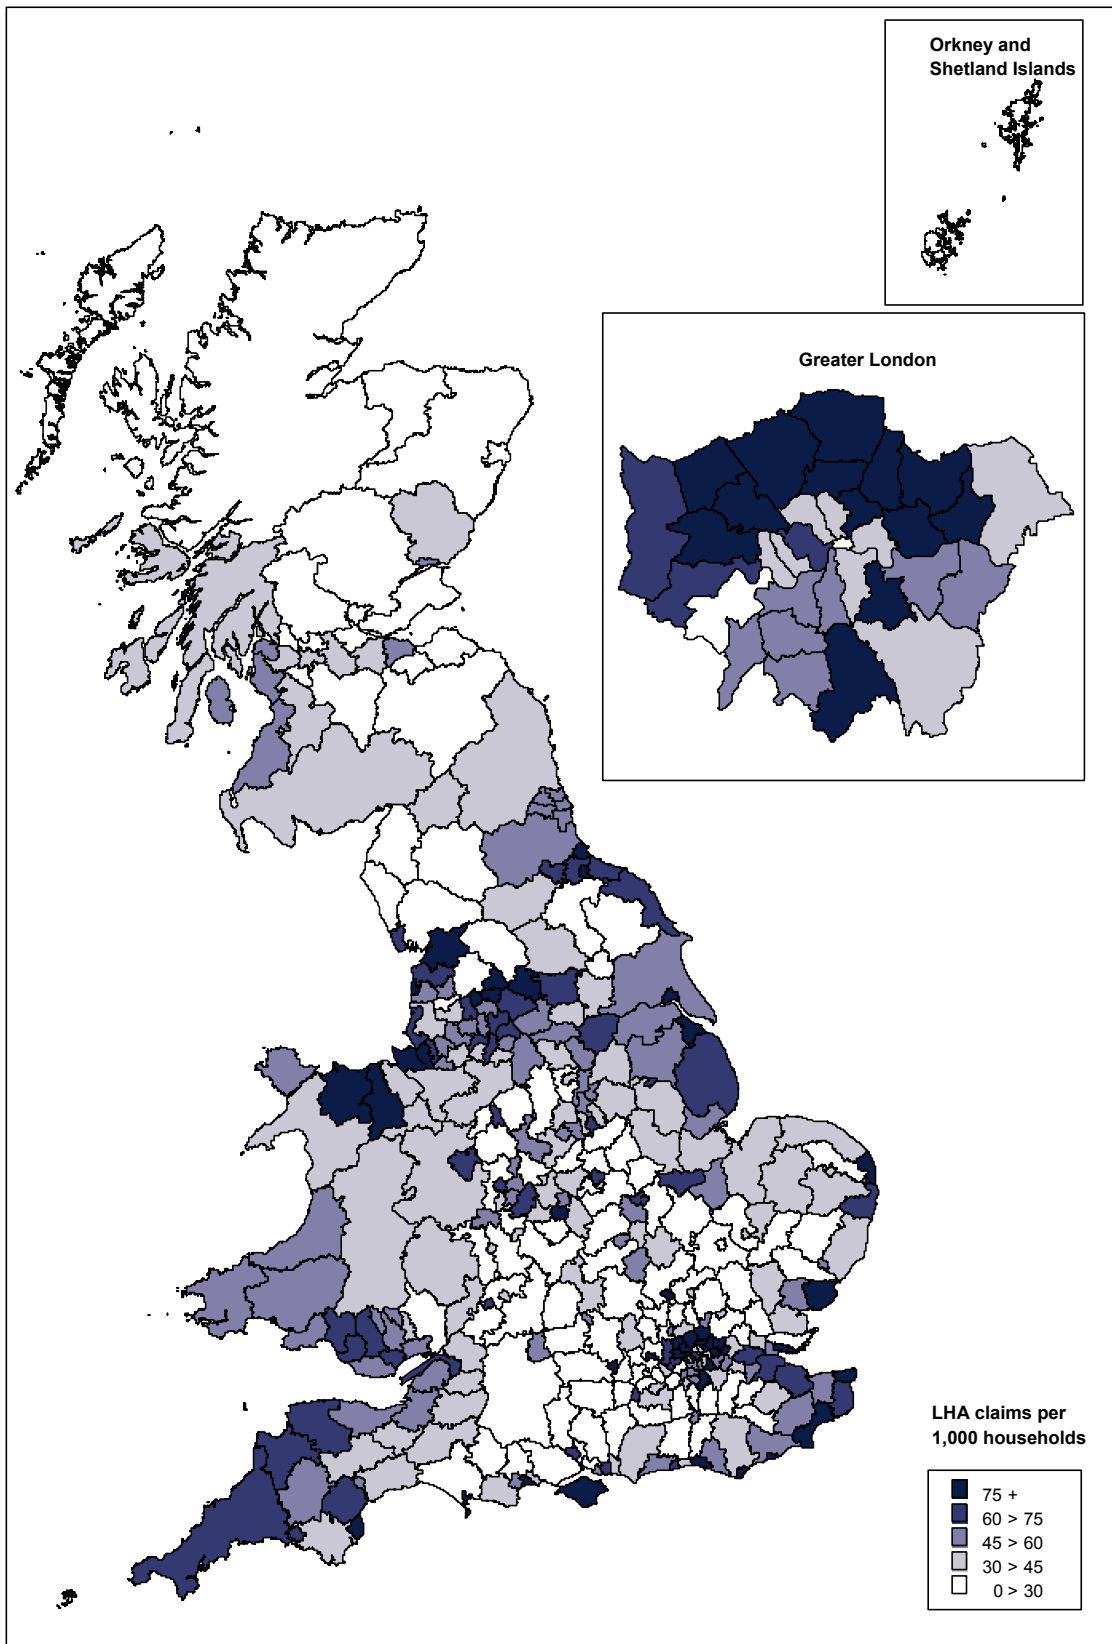 Orkney and
Shetland Islands
Greater London
LHA claims per
1,000 households
75 +
60 > 75
45 > 60
30 > 45
0 > 30